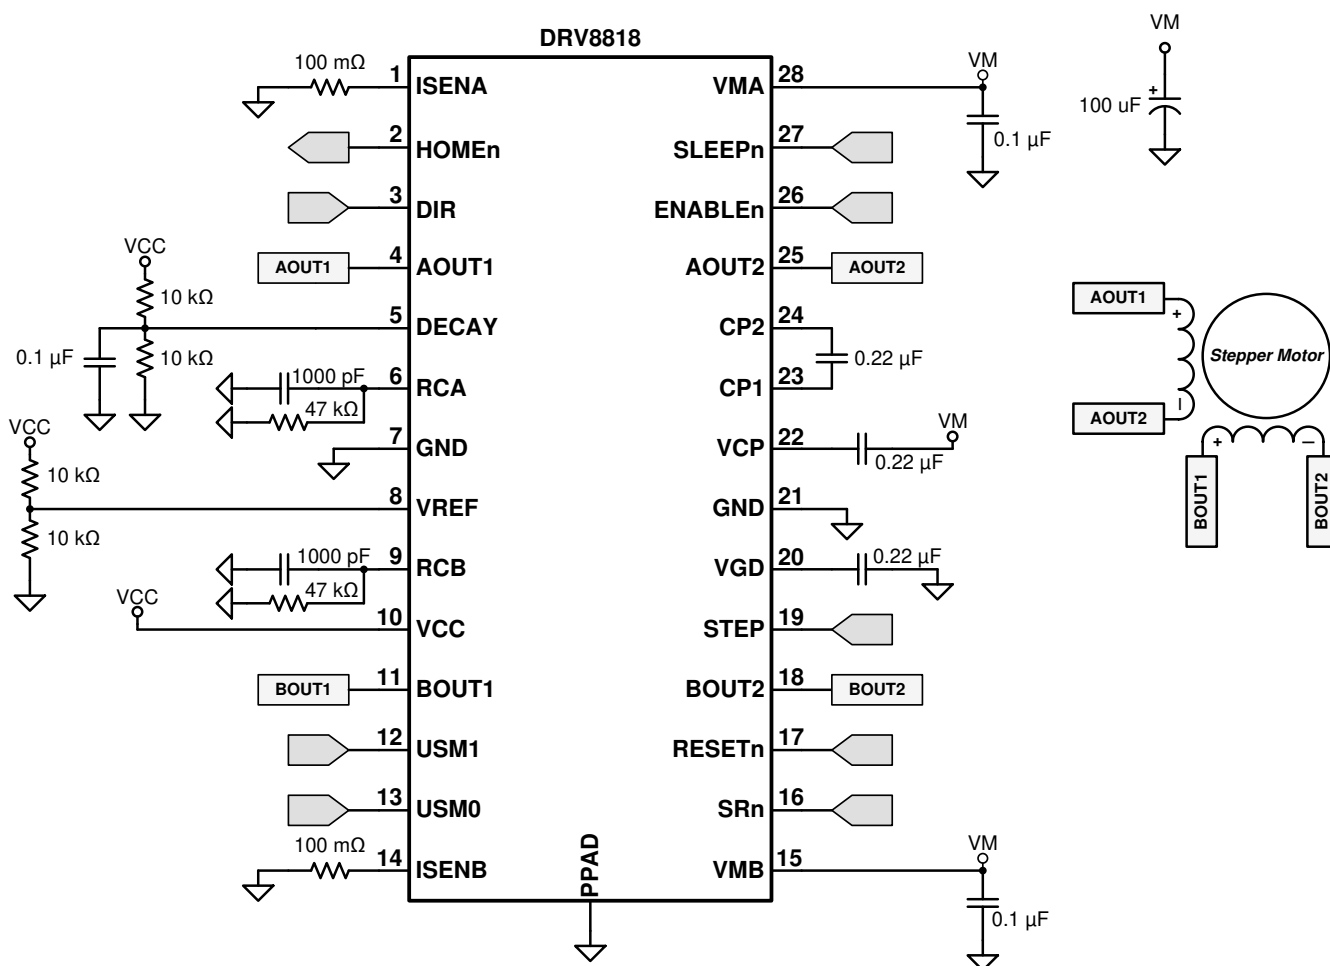 DRV8818
100 mΩ
1
ISENA
2
HOMEn
3
DIR
AOUT1
4
AOUT1
VCC
10 kΩ
5
DECAY
0.1 µF
10 kΩ
1000 pF
6
RCA
47 kΩ
7
GND
VCC
10 kΩ
8
VREF
10 kΩ
1000 pF
9
RCB
47 kΩ
VCC
10
VCC
BOUT1
11
BOUT1
12
USM1
13
USM0
100 mΩ
14
ISENB
PPAD
VMA
28
VM
0.1 µF
SLEEPn
27
ENABLEn
26
AOUT2
25
AOUT2
CP2
24
0.22 µF
CP1
23
VCP
22
0.22 µF
VM
GND
21
VGD
20
0.22 µF
STEP
19
BOUT2
18
BOUT2
RESETn
17
SRn
16
VMB
15
VM
0.1 µF
VM
+
100 uF
AOUT1
+
Stepper Motor
–
AOUT2
+
–
BOUT1
BOUT2